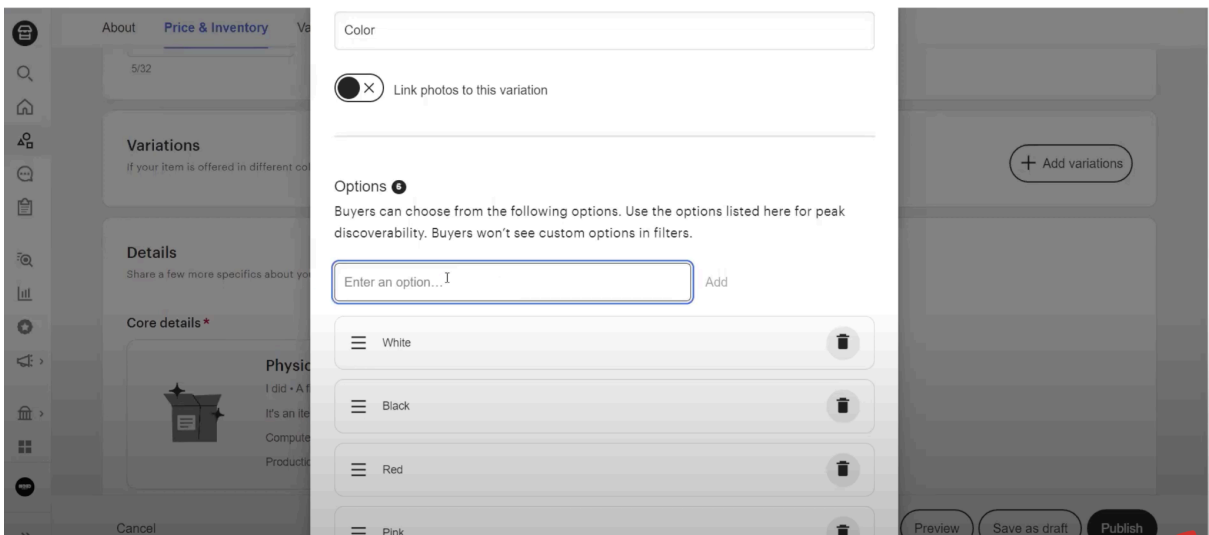 About Price & Inventory Va
5/32
Variations
If your item is offered in different col
+ Add variations
Details
Share a few more specifics about yo
Core details*
Physic
I did • A f
It's an ite
Compute
Productio
Cancel
Color
Link photos to this variation
Options 6
Buyers can choose from the following options. Use the options listed here for peak
discoverability. Buyers won't see custom options in filters.
Enter an option...
Add
White
Black
Red
Pink
Preview
Save as draft
Publish